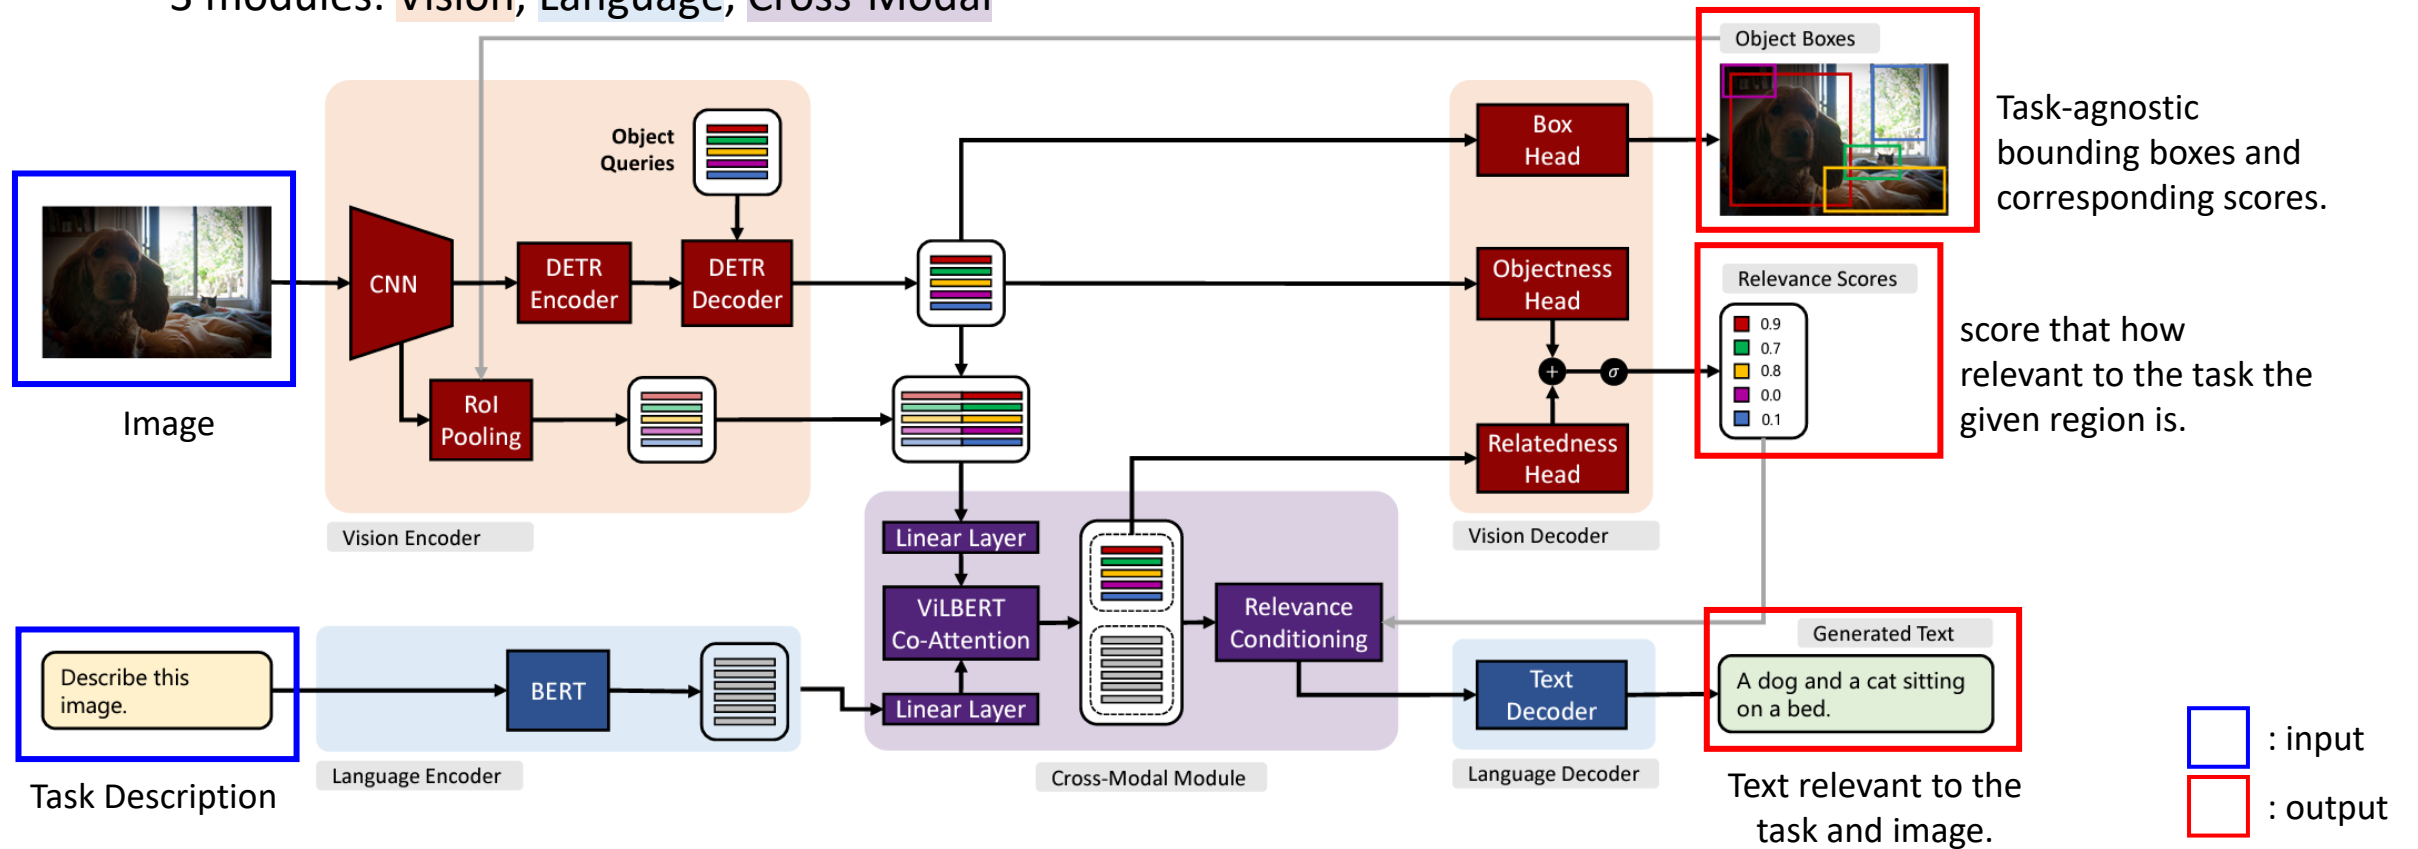 3 modules: Vision, Language, Cross-Modal
Object Boxes
Object
Queries
Box
Head
Task-agnostic
bounding boxes and
corresponding scores.
CNN
DETR
Encoder
DETR
Decoder
Objectness
Head
Relevance Scores
0.9
0.7
0.8
0.0
0.1
+
σ
score that how
relevant to the task the
given region is.
Image
RoI
Pooling
Relatedness
Head
Vision Encoder
Vision Decoder
Linear Layer
ViLBERT
Co-Attention
Relevance
Conditioning
Linear Layer
Describe this
image.
BERT
Text
Decoder
Generated Text
A dog and a cat sitting
on a bed.
Task Description
Language Encoder
Cross-Modal Module
Language Decoder
Text relevant to the
task and image.
: input
: output